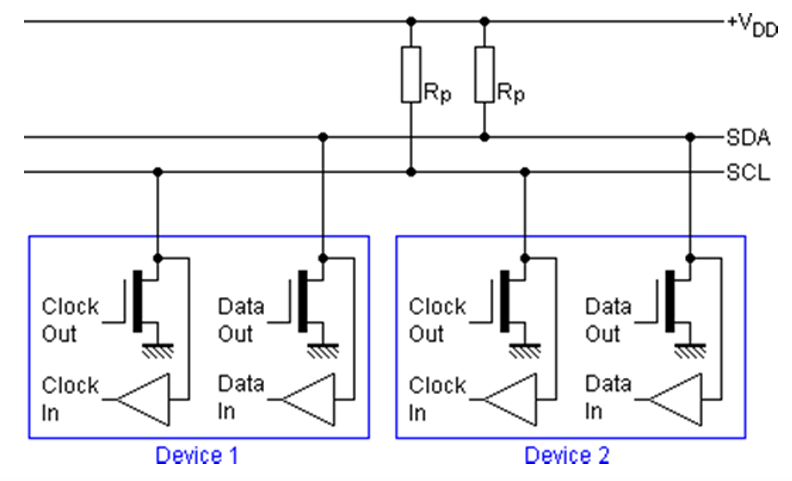 +VDD
Rp
Rp
SDA
SCL
Clock
Out
Data
Out
Clock
Out
Data
Out
Clock
In
Data
In
Clock
In
Data
In
Device 1
Device 2